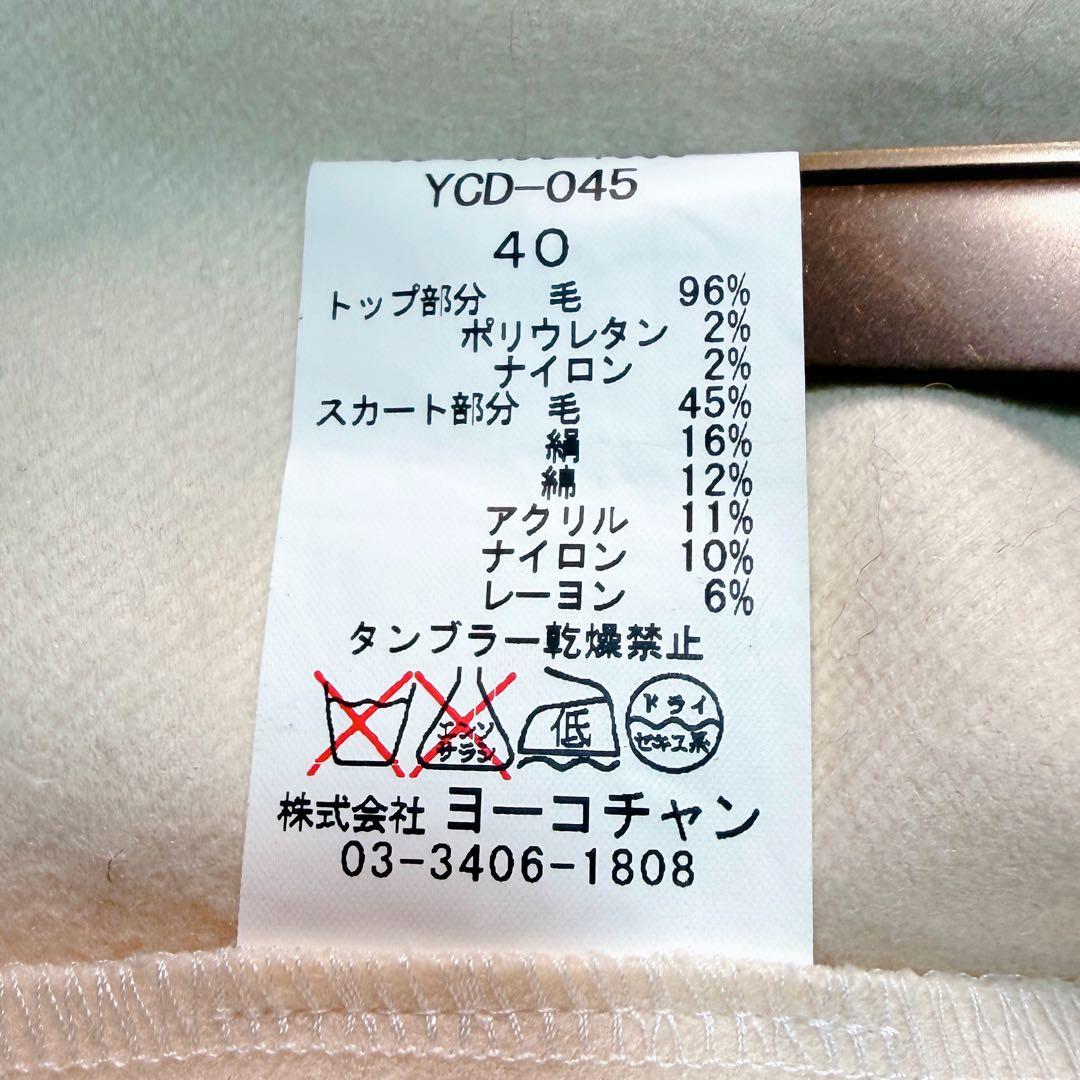 YCD-045
40
トップ部分 毛 96%
ポリウレタン 2%
ナイロン 2%
スカート部分 毛 45%
絹 16%
綿 12%
アクリル 11%
ナイロン 10%
レーヨン 6%
タンブラー乾燥禁止
エンソサラシ
低
ドライ
セキユ系
株式会社 ヨーコチャン
03-3406-1808